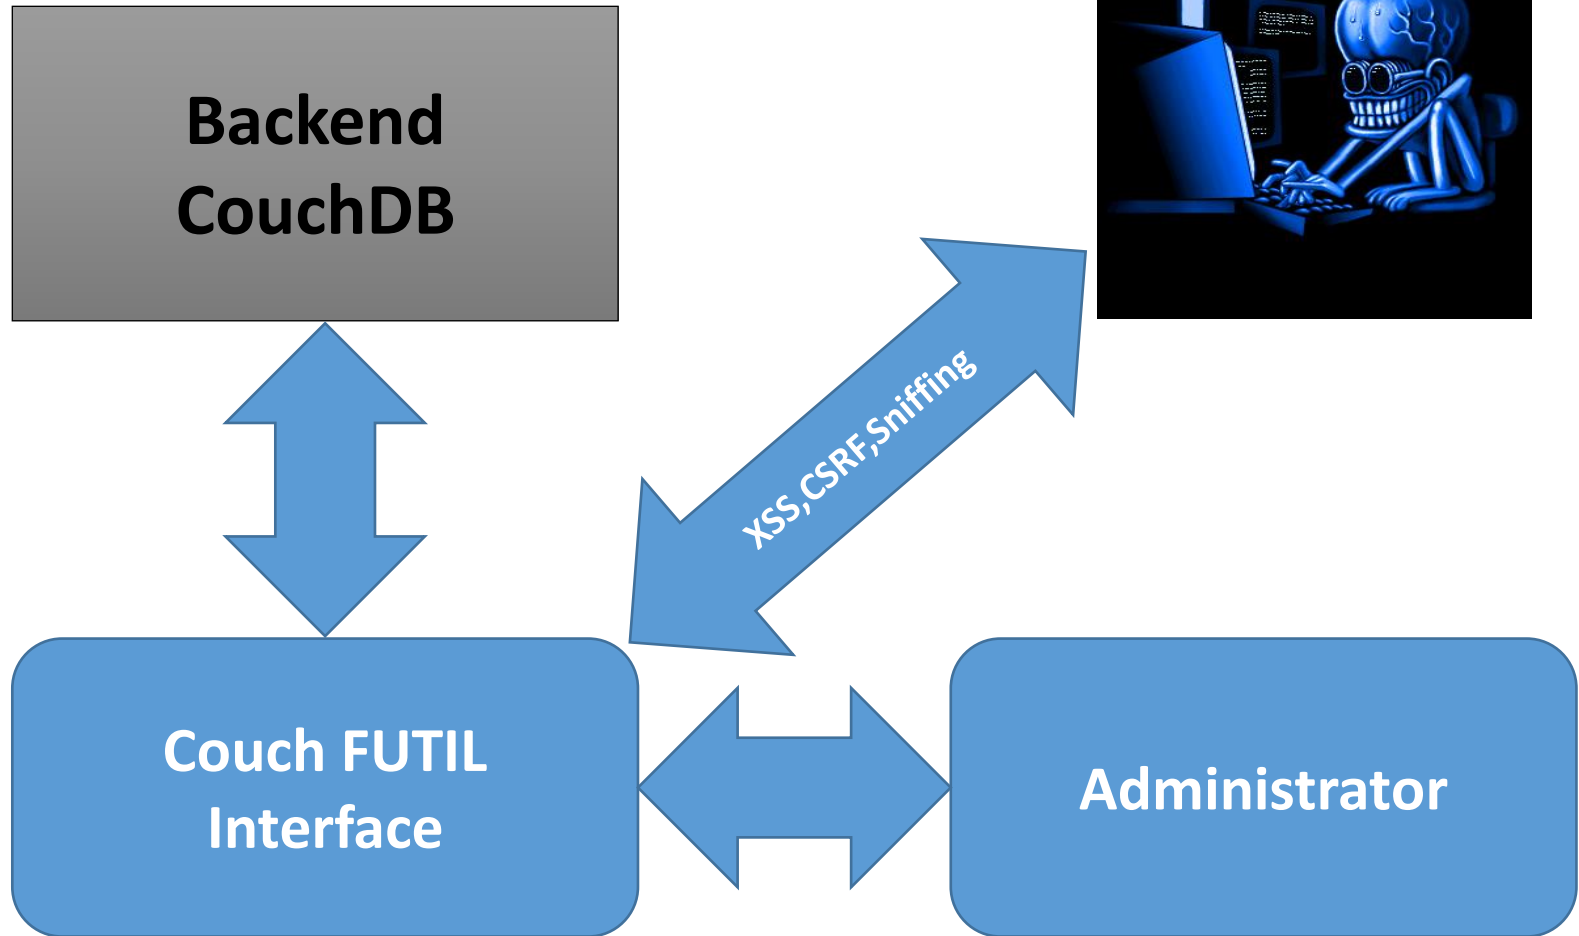 Backend
CouchDB
XSS,CSRF,Sniffing
Couch FUTIL
Interface
Administrator